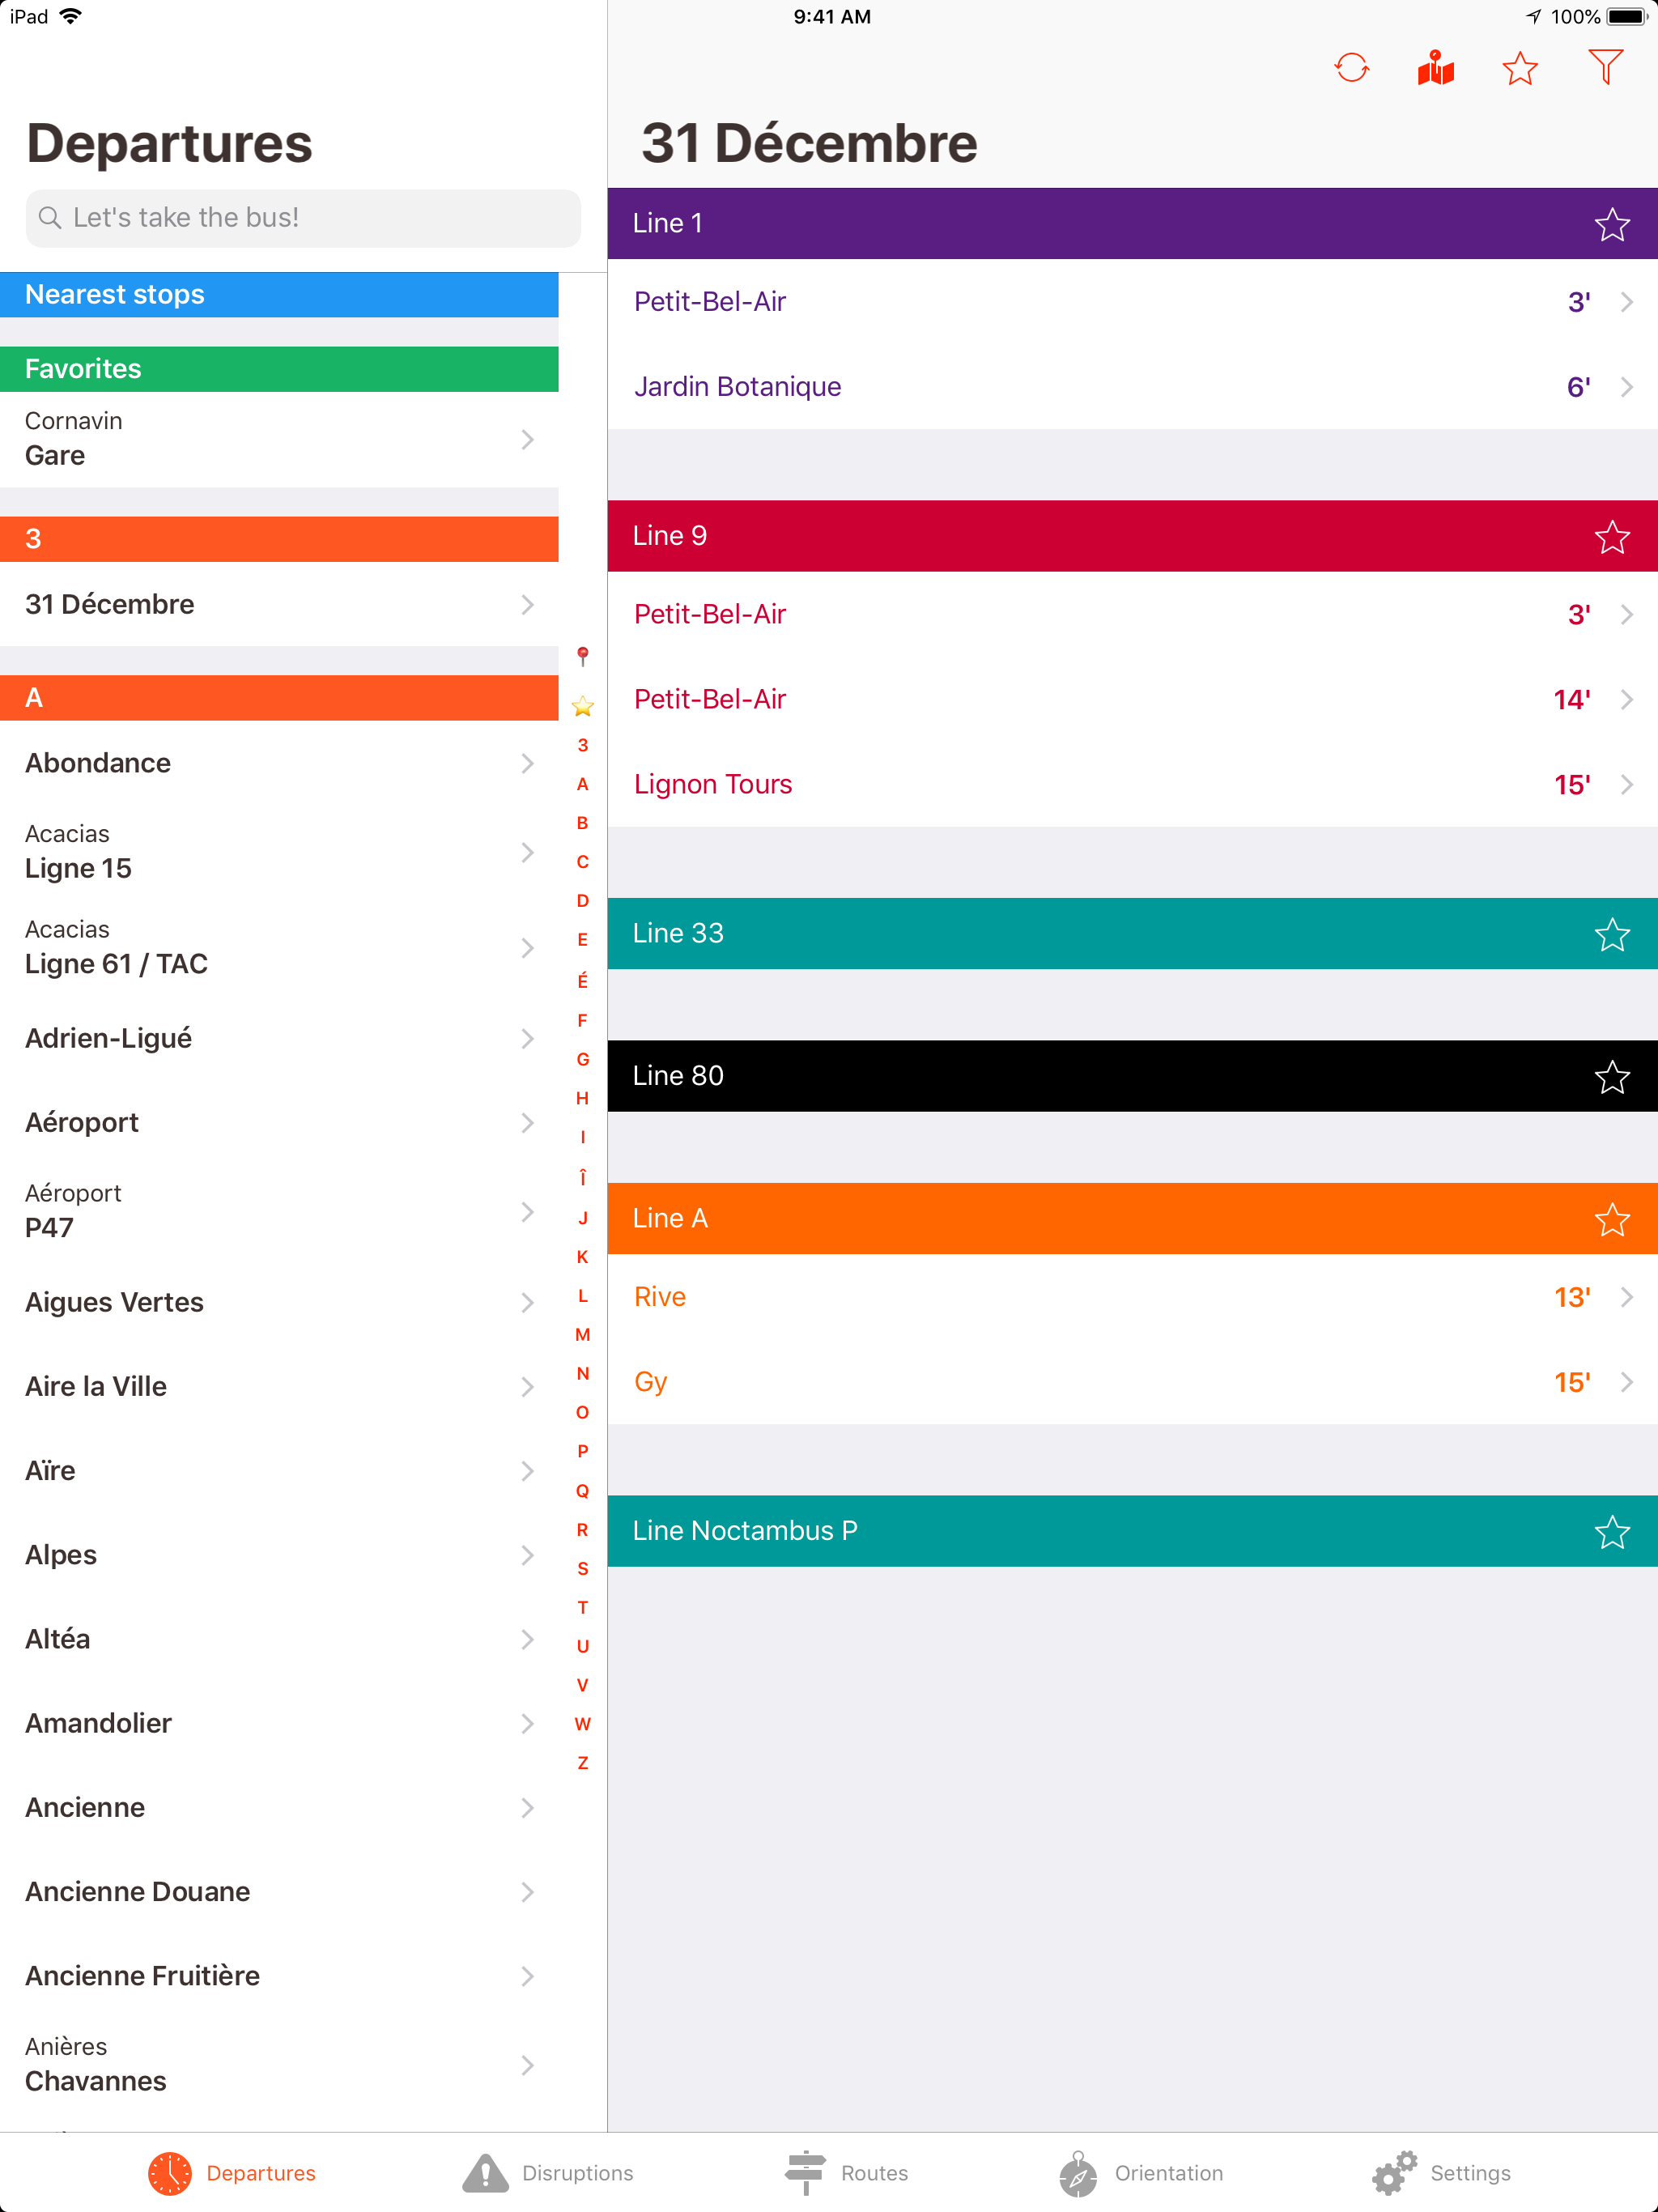 iPad
9:41 AM
100%
Departures
Let's take the bus!
Nearest stops
Favorites
Cornavin
Gare
3
31 Décembre
A
Abondance
Acacias
Ligne 15
Acacias
Ligne 61 / TAC
Adrien-Ligué
Aéroport
Aéroport
P47
Aigues Vertes
Aire la Ville
Aïre
Alpes
Altéa
Amandolier
Ancienne
Ancienne Douane
Ancienne Fruitière
Anières
Chavannes
3
A
B
C
D
E
É
F
G
H
I
Î
J
K
L
M
N
O
P
Q
R
S
T
U
V
W
Z
31 Décembre
Line 1
Petit-Bel-Air 3'
Jardin Botanique 6'
Line 9
Petit-Bel-Air 3'
Petit-Bel-Air 14'
Lignon Tours 15'
Line 33
Line 80
Line A
Rive 13'
Gy 15'
Line Noctambus P
Departures
Disruptions
Routes
Orientation
Settings